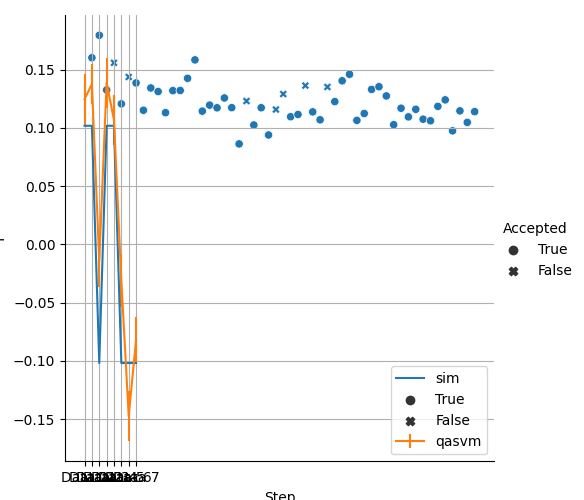 0.15
0.10
0.05
0.00
−0.05
−0.10
−0.15
Step
Accepted
True
False
sim
True
False
qasvm